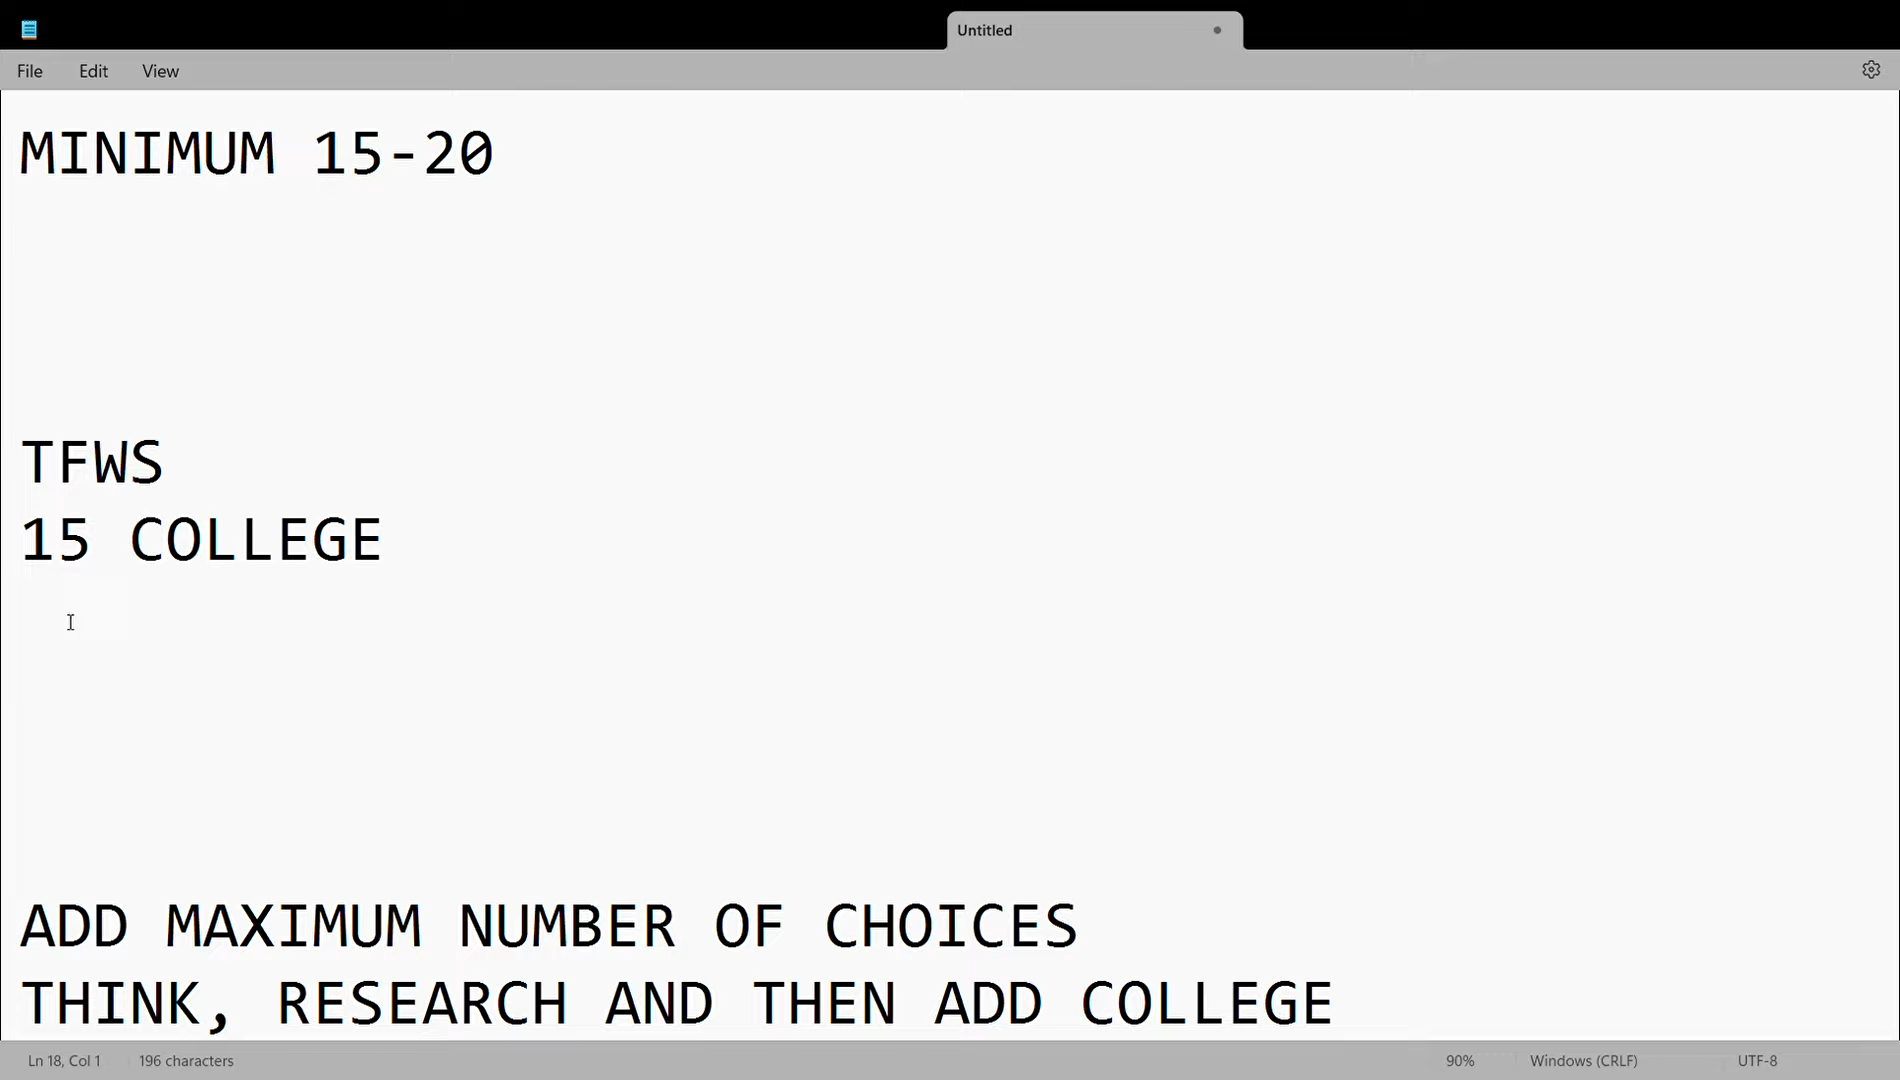 Untitled
File Edit View
MINIMUM 15-20
TFWS
15 COLLEGE
ADD MAXIMUM NUMBER OF CHOICES
THINK, RESEARCH AND THEN ADD COLLEGE
Ln 18, Col 1 196 characters 90% Windows (CRLF) UTF-8